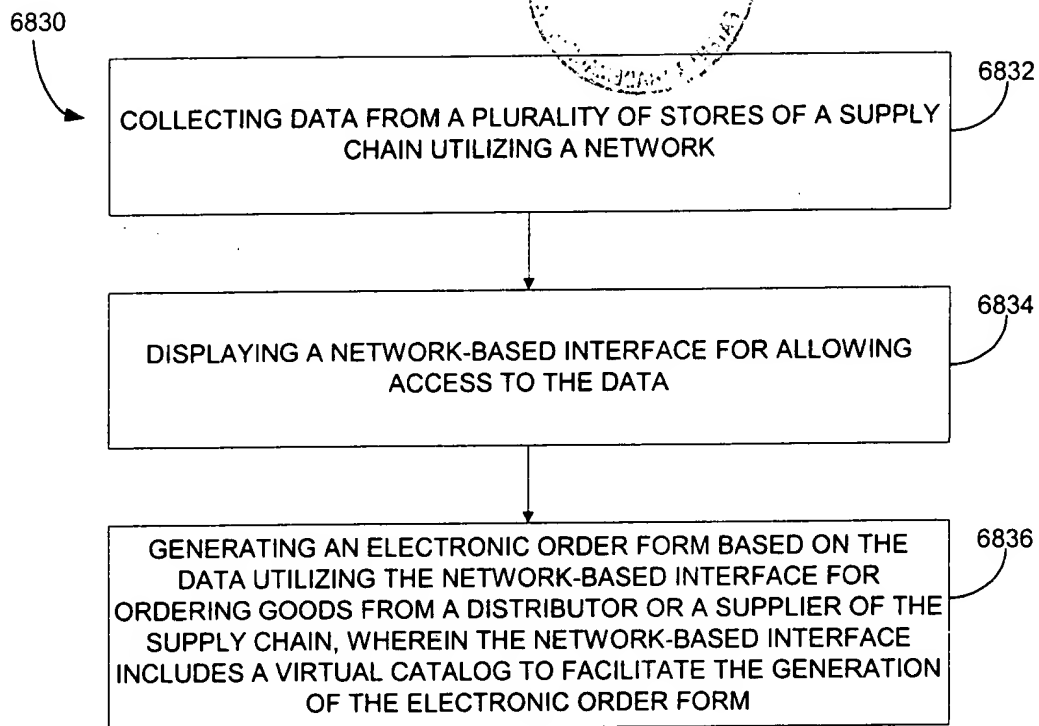 6830
6832
COLLECTING DATA FROM A PLURALITY OF STORES OF A SUPPLY
CHAIN UTILIZING A NETWORK
6834
DISPLAYING A NETWORK-BASED INTERFACE FOR ALLOWING
ACCESS TO THE DATA
6836
GENERATING AN ELECTRONIC ORDER FORM BASED ON THE
DATA UTILIZING THE NETWORK-BASED INTERFACE FOR
ORDERING GOODS FROM A DISTRIBUTOR OR A SUPPLIER OF THE
SUPPLY CHAIN, WHEREIN THE NETWORK-BASED INTERFACE
INCLUDES A VIRTUAL CATALOG TO FACILITATE THE GENERATION
OF THE ELECTRONIC ORDER FORM